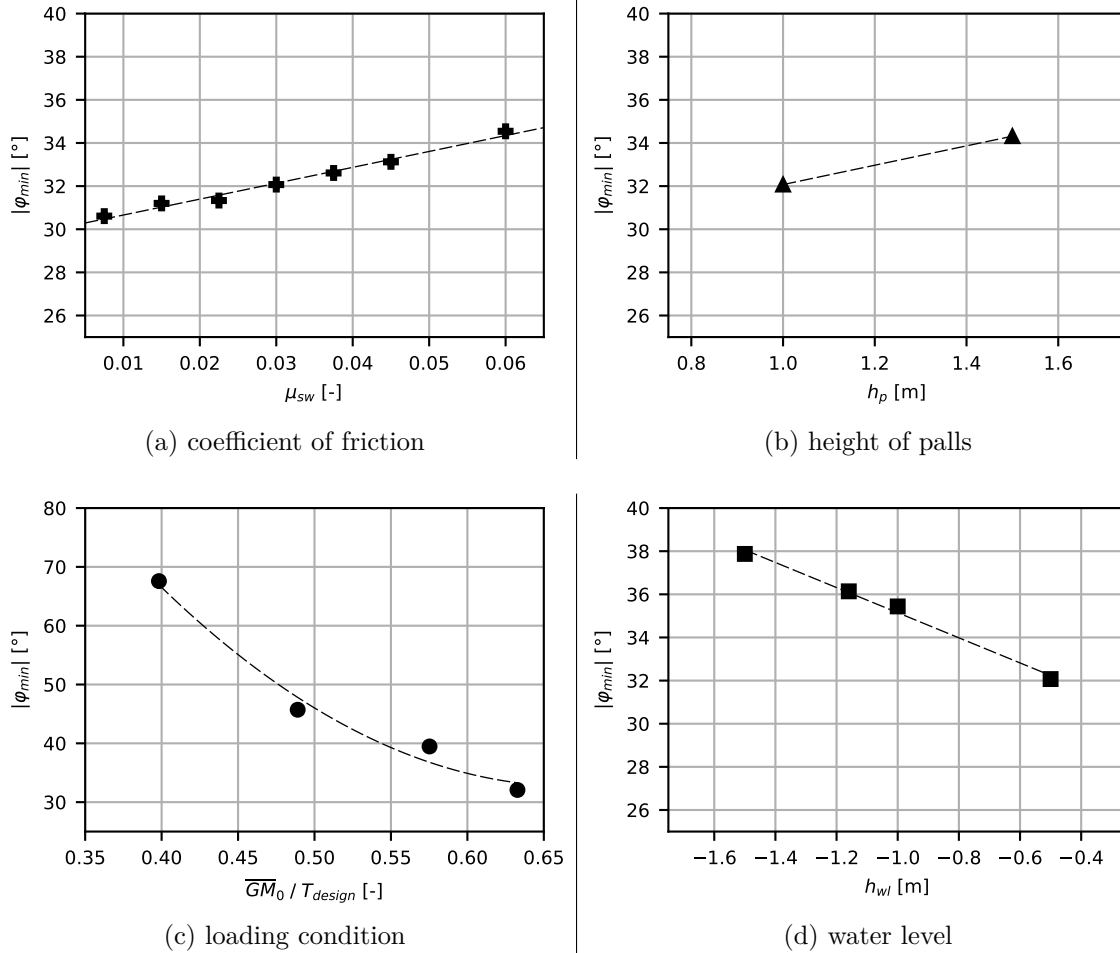 40
38
36
34
32
30
28
26
|φmin| [°]
0.01 0.02 0.03 0.04 0.05 0.06
μsw [-]
(a) coefficient of friction
40
38
36
34
32
30
28
26
|φmin| [°]
0.8 1.0 1.2 1.4 1.6
hp [m]
(b) height of palls
80
70
60
50
40
30
|φmin| [°]
0.35 0.40 0.45 0.50 0.55 0.60 0.65
G̅M̅0 / Tdesign [-]
(c) loading condition
40
38
36
34
32
30
28
26
|φmin| [°]
−1.6 −1.4 −1.2 −1.0 −0.8 −0.6 −0.4
hwl [m]
(d) water level